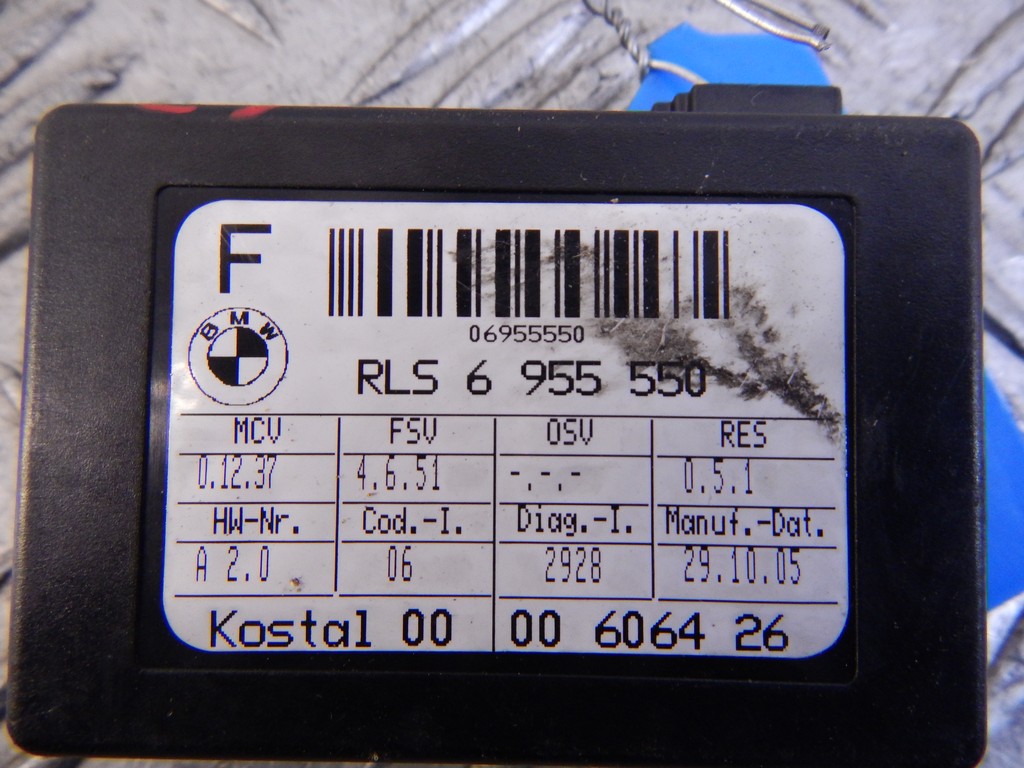 F
BMW
06955550
RLS 6 955 550
MCV FSV OSV RES
0.12.37 4.6.51 -.-.- 0.5.1
HW-Nr. Cod.-I. Diag.-I. Manuf.-Dat.
A 2.0 06 2928 29.10.05
Kostal 00 00 6064 26